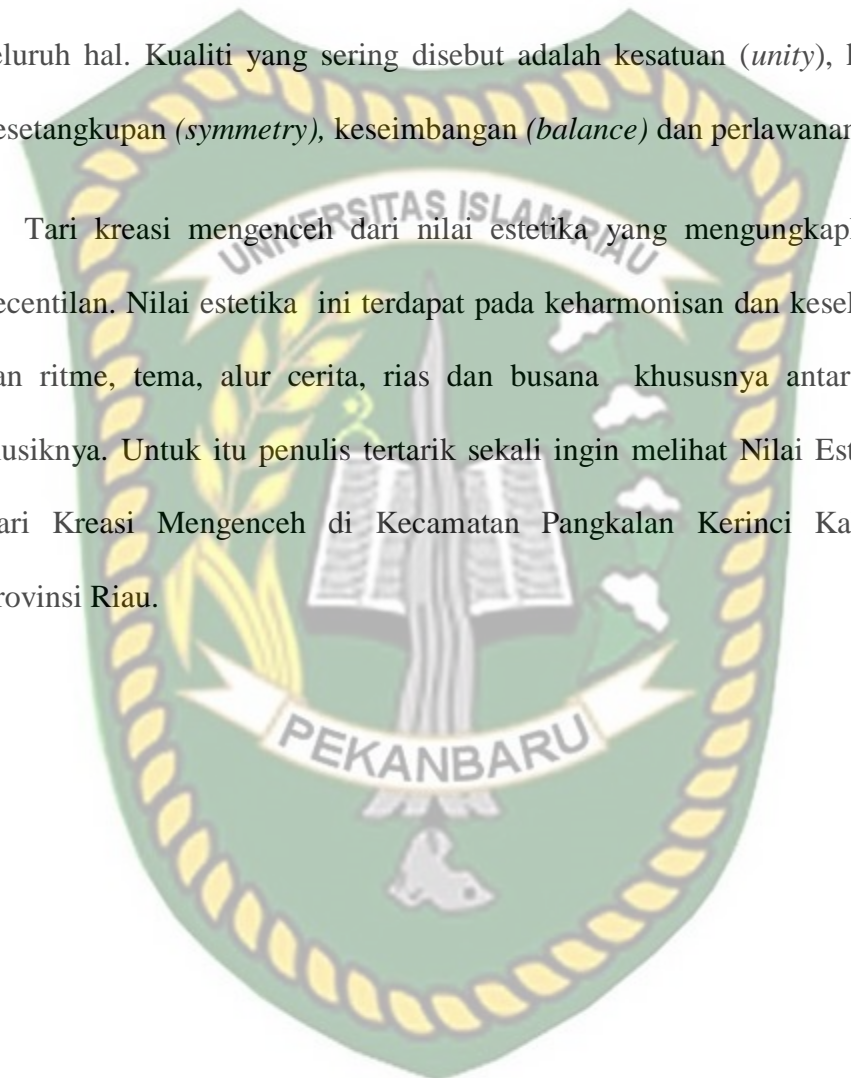 eluruh hal. Kualiti yang sering disebut adalah kesatuan (unity),
esetangkupan (symmetry), keseimbangan (balance) dan perlawanan
UNIVERSITAS ISLAM RIAU
Tari kreasi mengenceh dari nilai estetika yang mengungkap
ecentilan. Nilai estetika ini terdapat pada keharmonisan dan kesel
an ritme, tema, alur cerita, rias dan busana khususnya antar
usiknya. Untuk itu penulis tertarik sekali ingin melihat Nilai Est
ari Kreasi Mengenceh di Kecamatan Pangkalan Kerinci Ka
rovinsi Riau.
PEKANBARU